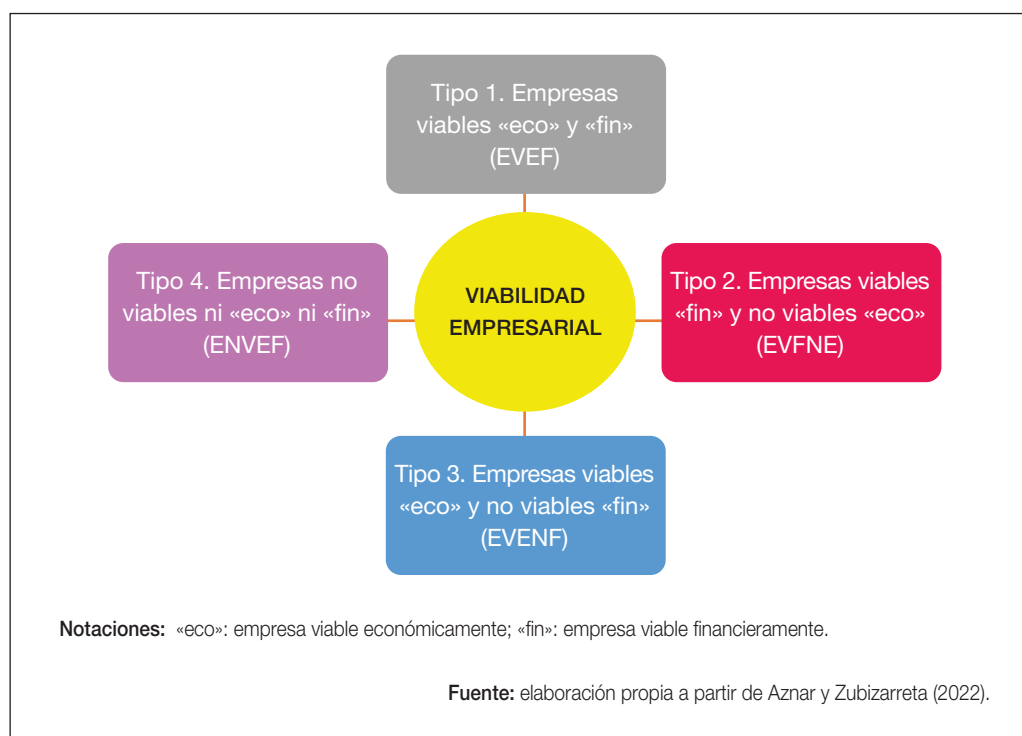 Tipo 1. Empresas
viables «eco» y «fin»
(EVEF)
Tipo 4. Empresas no
viables ni «eco» ni «fin»
(ENVEF)
VIABILIDAD
EMPRESARIAL
Tipo 2. Empresas viables
«fin» y no viables «eco»
(EVFNE)
Tipo 3. Empresas viables
«eco» y no viables «fin»
(EVENF)
Notaciones: «eco»: empresa viable económicamente; «fin»: empresa viable financieramente.
Fuente: elaboración propia a partir de Aznar y Zubizarreta (2022).